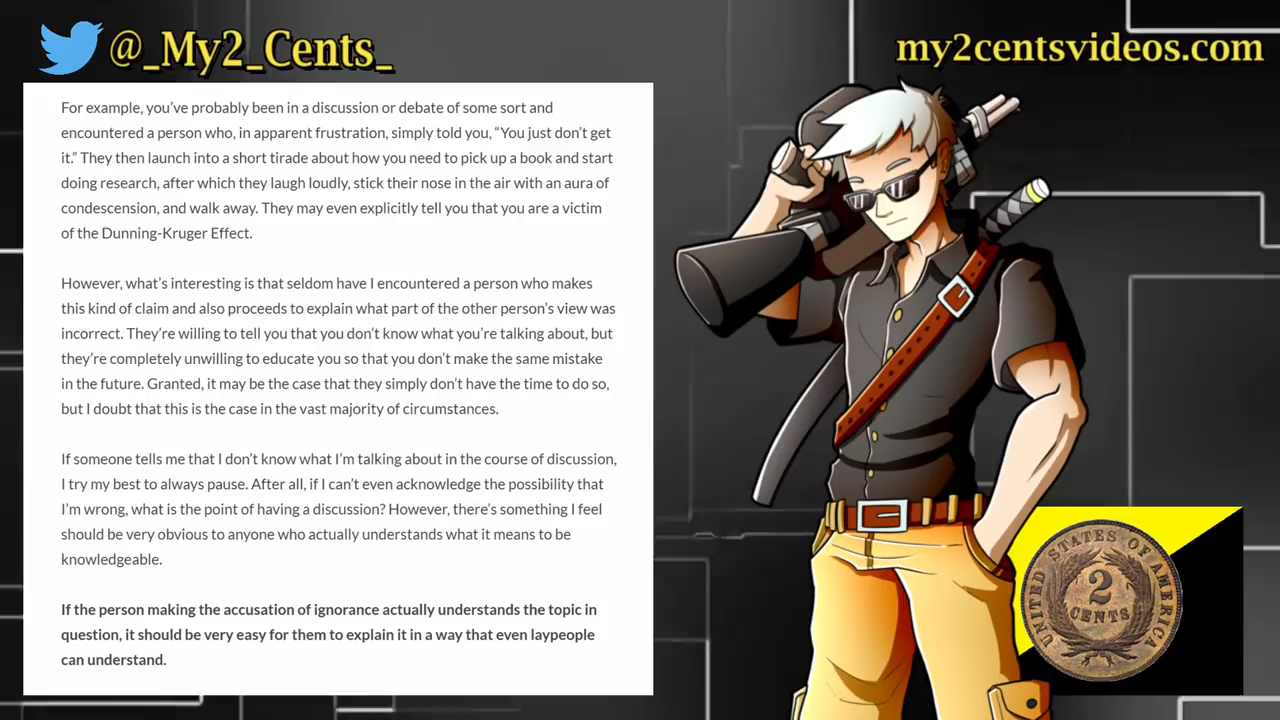 @_My2_Cents_
my2centsvideos.com
For example, you’ve probably been in a discussion or debate of some sort and
encountered a person who, in apparent frustration, simply told you, “You just don’t get
it.” They then launch into a short tirade about how you need to pick up a book and start
doing research, after which they laugh loudly, stick their nose in the air with an aura of
condescension, and walk away. They may even explicitly tell you that you are a victim
of the Dunning-Kruger Effect.
However, what’s interesting is that seldom have I encountered a person who makes
this kind of claim and also proceeds to explain what part of the other person’s view was
incorrect. They’re willing to tell you that you don’t know what you’re talking about, but
they’re completely unwilling to educate you so that you don’t make the same mistake
in the future. Granted, it may be the case that they simply don’t have the time to do so,
but I doubt that this is the case in the vast majority of circumstances.
If someone tells me that I don’t know what I’m talking about in the course of discussion,
I try my best to always pause. After all, if I can’t even acknowledge the possibility that
I’m wrong, what is the point of having a discussion? However, there’s something I feel
should be very obvious to anyone who actually understands what it means to be
knowledgeable.
If the person making the accusation of ignorance actually understands the topic in
question, it should be very easy for them to explain it in a way that even laypeople
can understand.
UNITED STATES OF AMERICA
2
CENTS